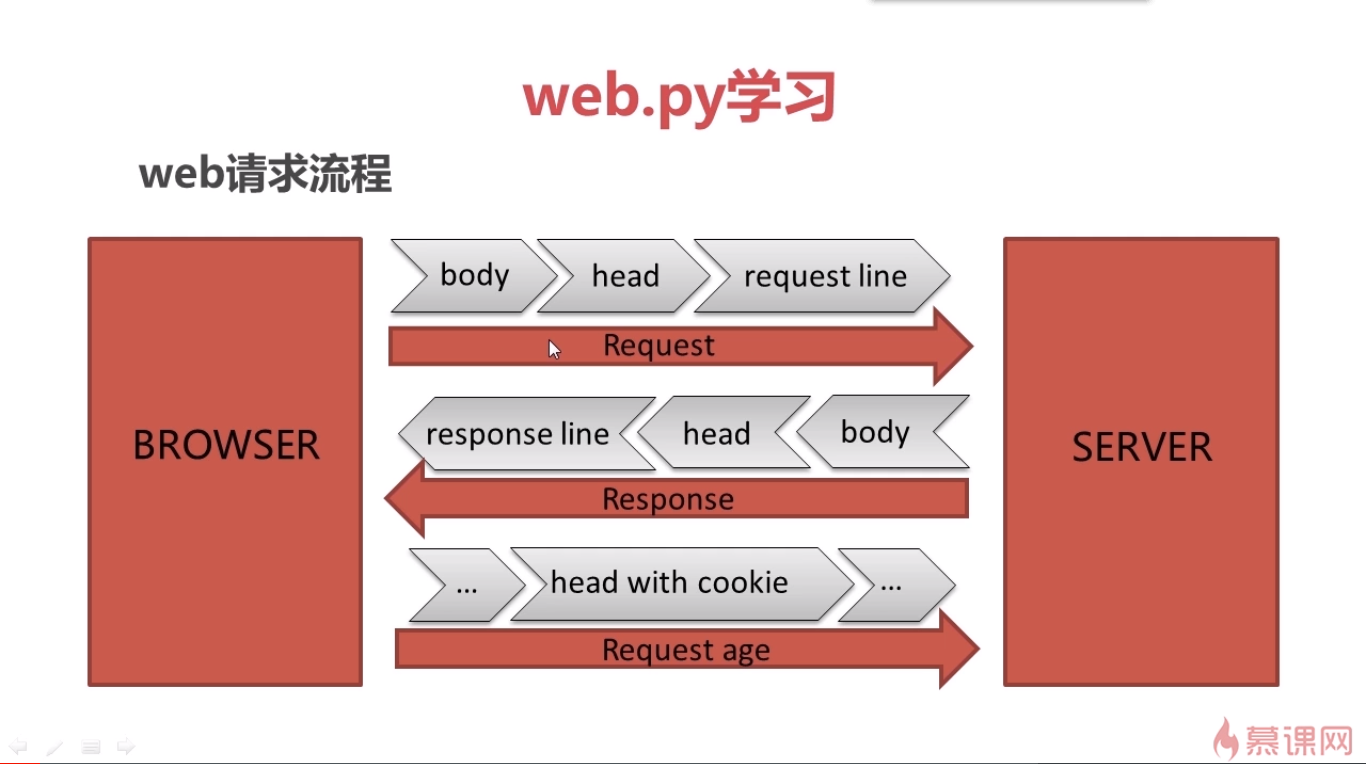 web.py学习
web请求流程
body head request line
Request
BROWSER
response line head body
Response
SERVER
... head with cookie ...
Request age
慕课网